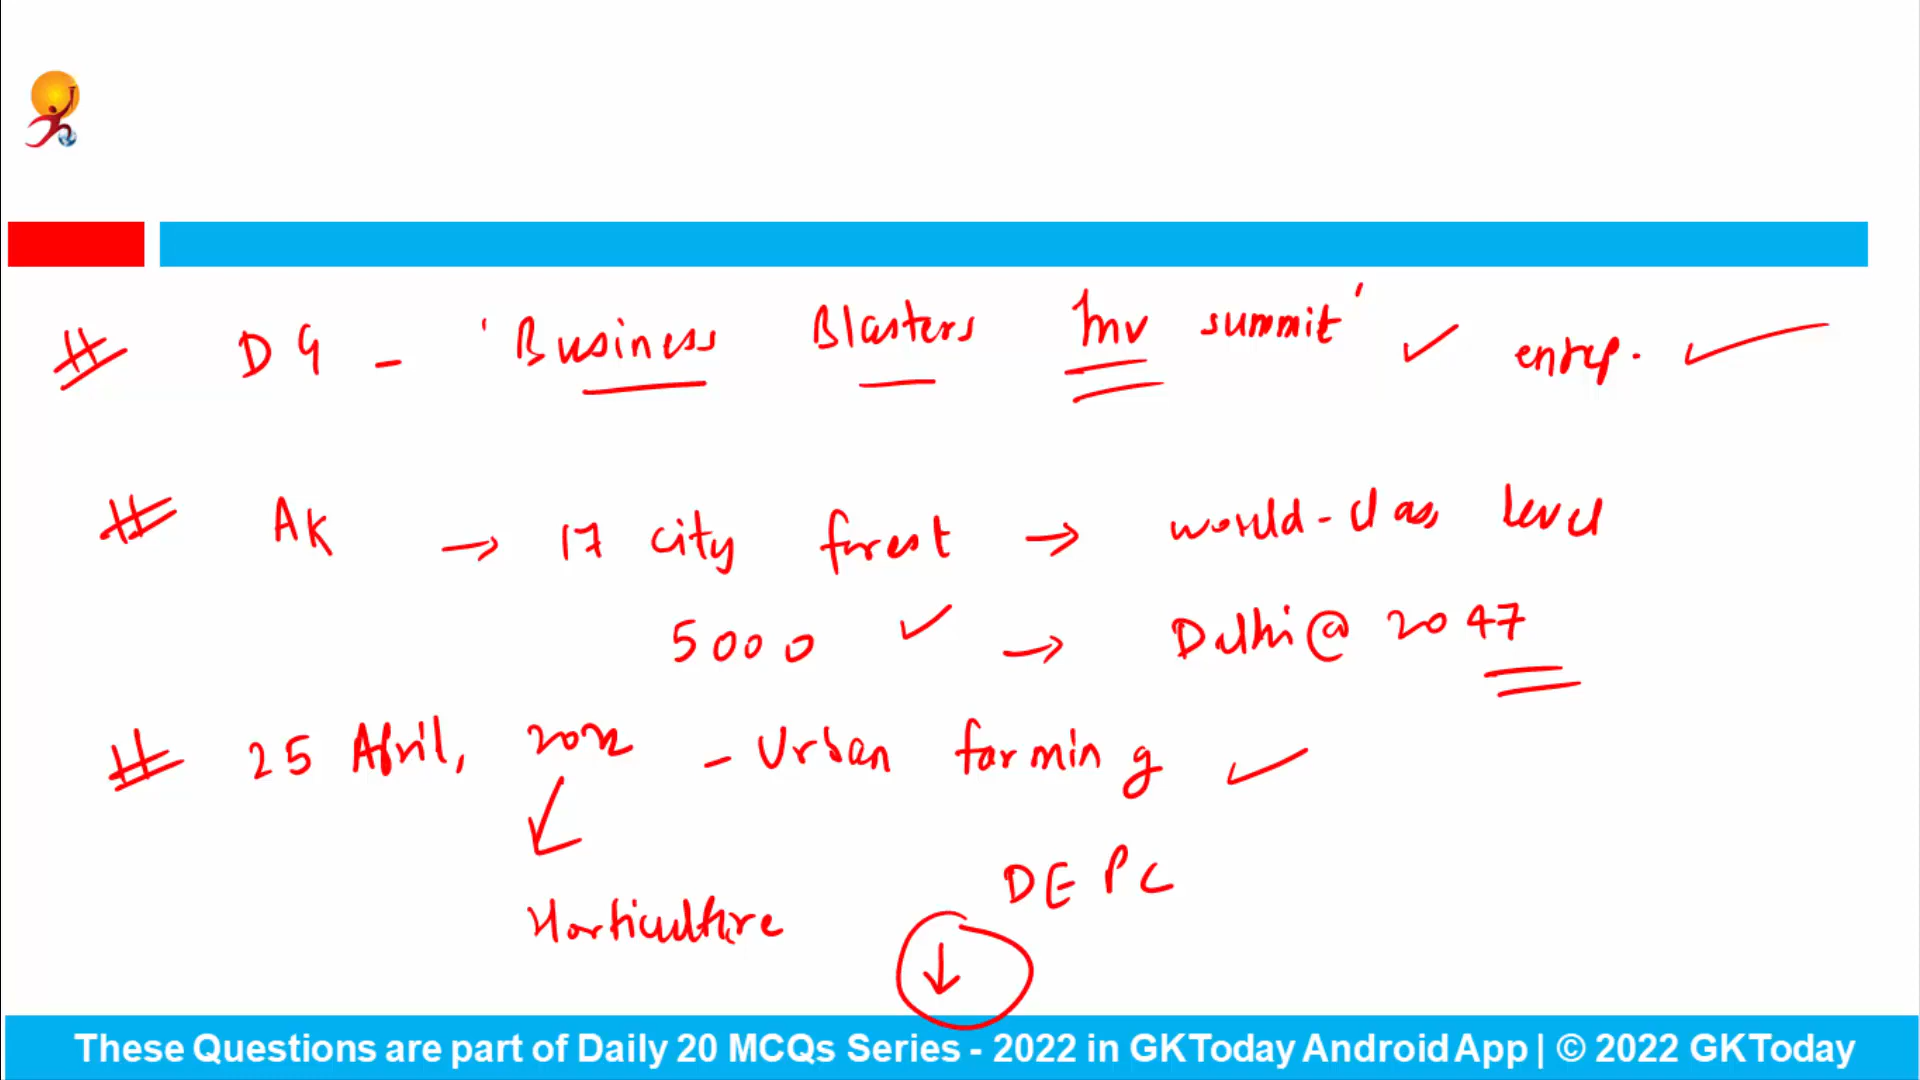 # DG - 'Business Blasters Inv summit' ✓ entrep. ✓
# AK → 17 city forest → world-class level
5000 ✓ → Delhi@2047
# 25 April, 2022 - Urban farming ✓
↓
DEPC
Horticulture
↓
These Questions are part of Daily 20 MCQs Series - 2022 in GKToday Android App | © 2022 GKToday